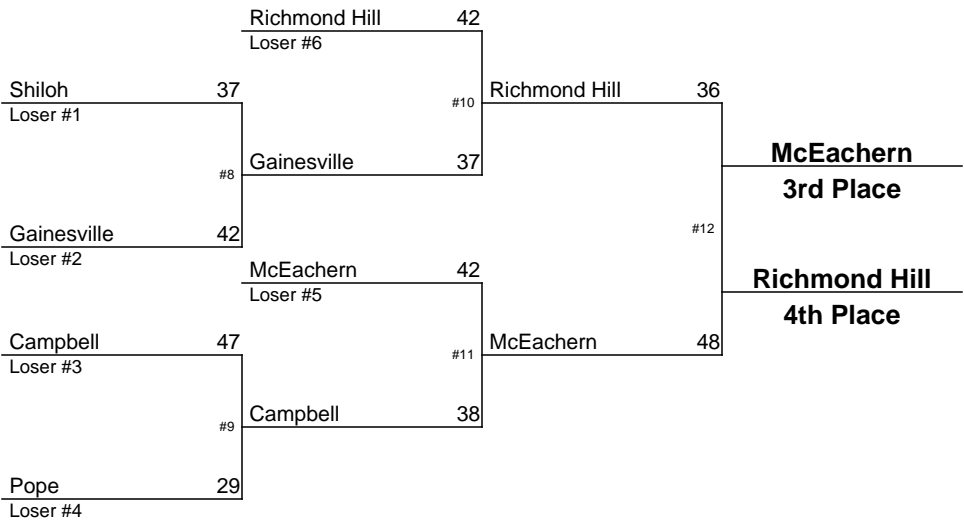 Richmond Hill 42
Loser #6
Shiloh 37
Loser #1
#10
Richmond Hill 36
#8
Gainesville 37
McEachern
3rd Place
Gainesville 42
Loser #2
#12
McEachern 42
Loser #5
Richmond Hill
4th Place
Campbell 47
Loser #3
#11
McEachern 48
#9
Campbell 38
Pope 29
Loser #4